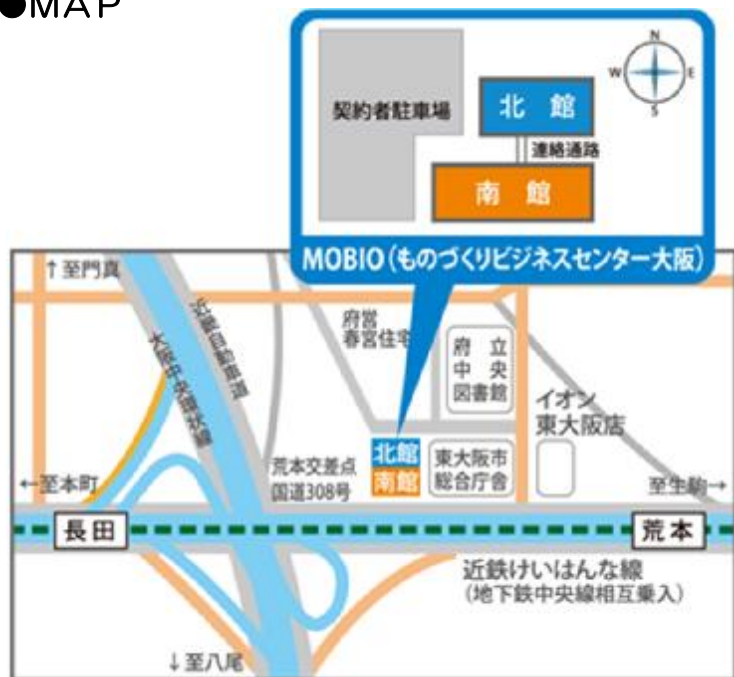 ●MAP
N
W E
S
契約者駐車場
北 館
連絡通路
南 館
MOBIO(ものづくりビジネスセンター大阪)
↑至門真
近畿自動車道
大阪中央環状線
府営
春宮住宅
府 立
中 央
図書館
イオン
東大阪店
荒本交差点
国道308号
北館
南館
東大阪市
総合庁舎
←至本町
至生駒→
長田
荒本
近鉄けいはんな線
(地下鉄中央線相互乗入)
↓至八尾